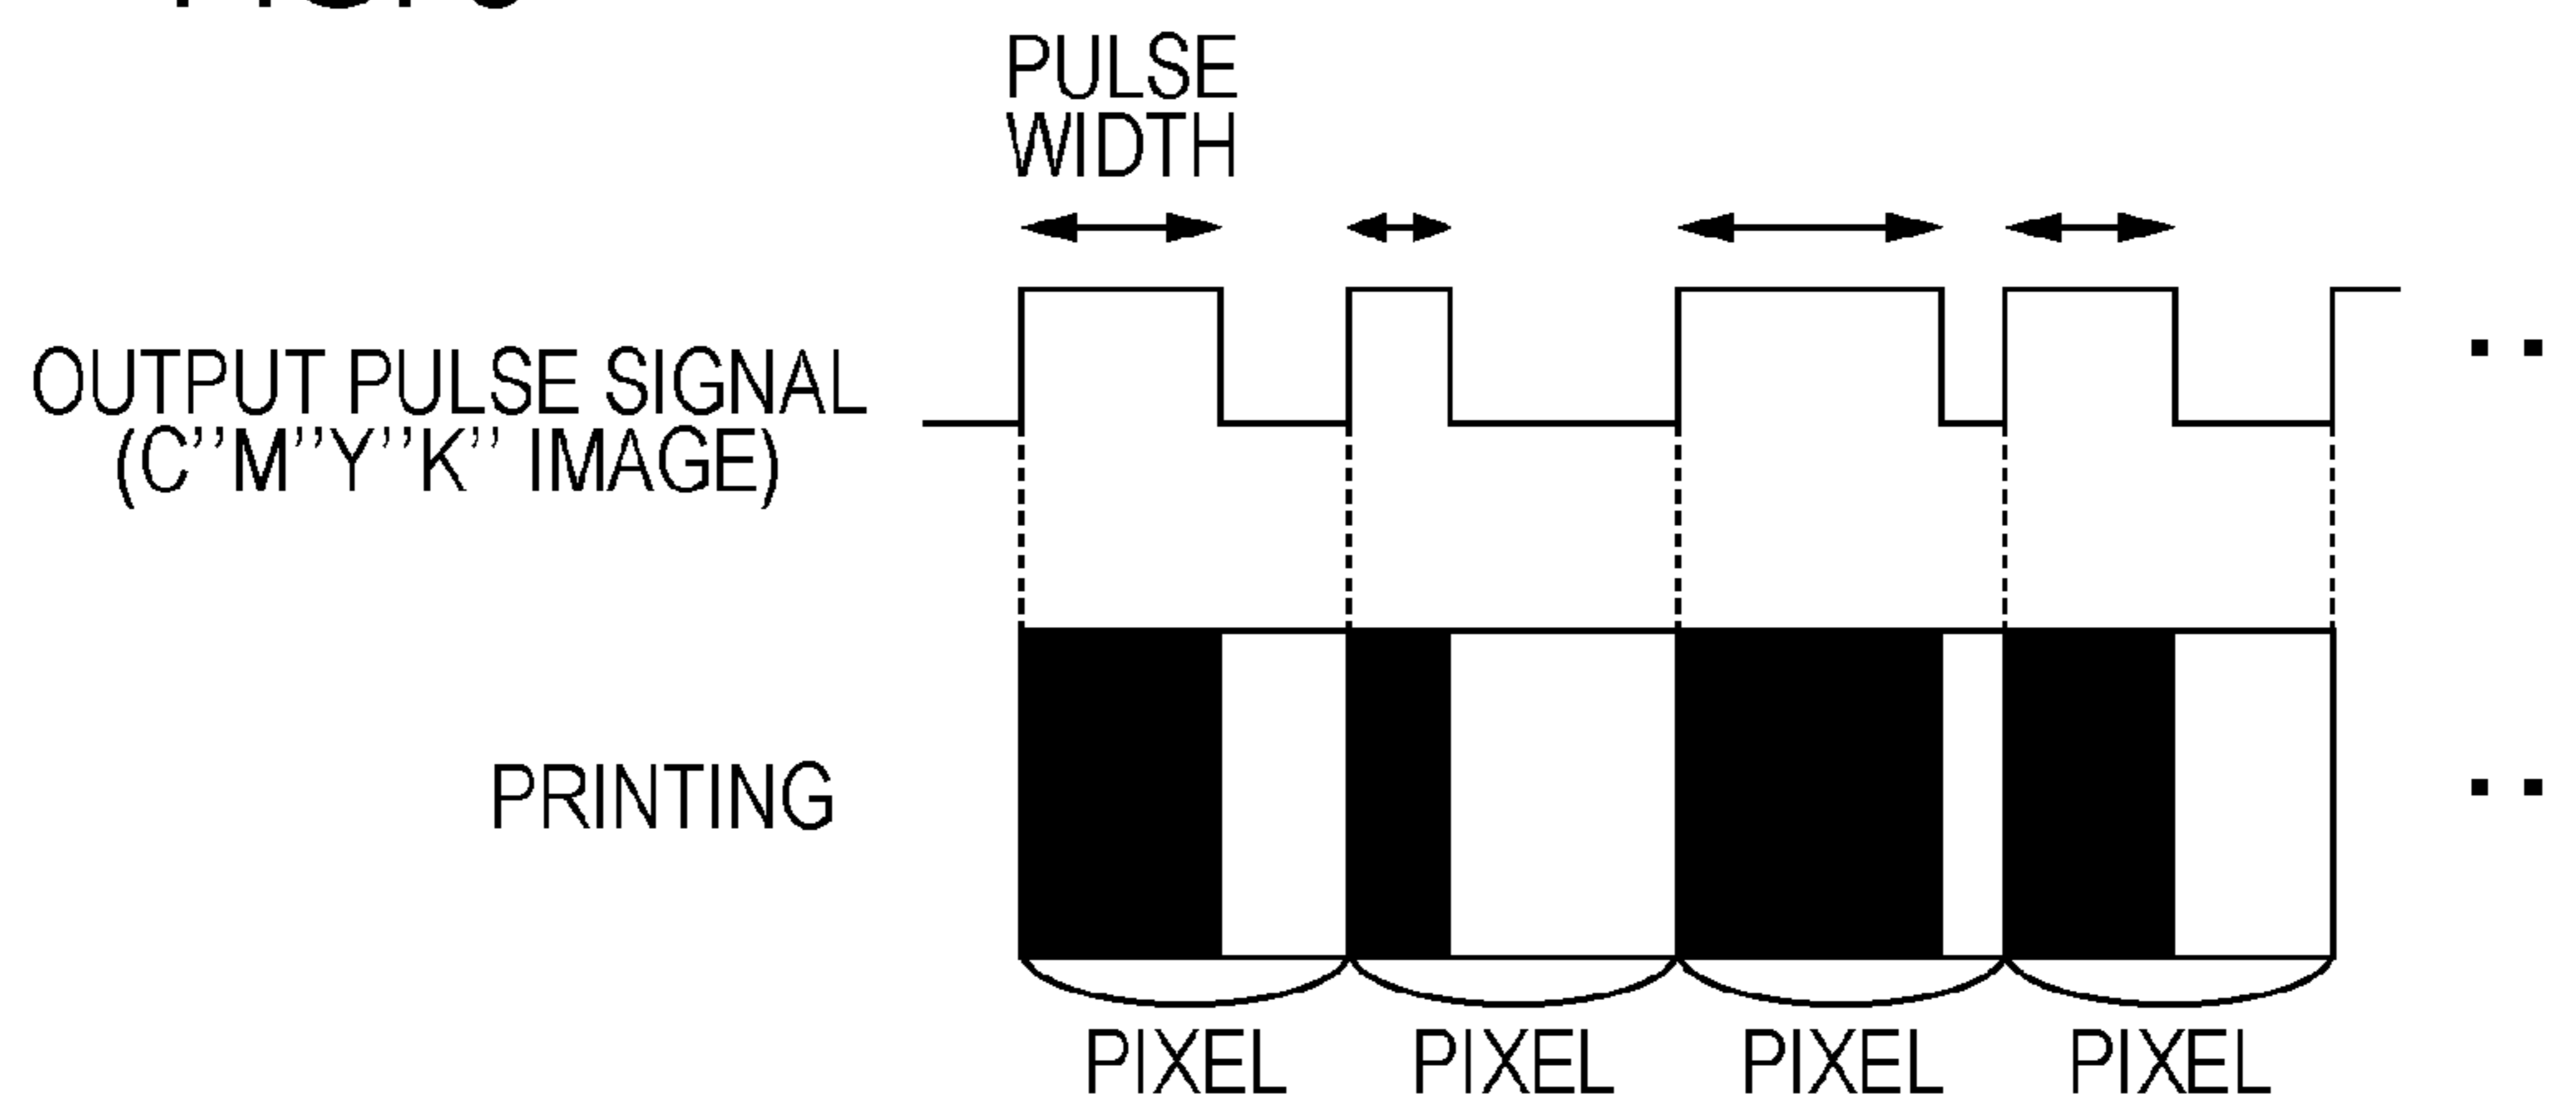 PULSE
WIDTH
OUTPUT PULSE SIGNAL
(C’’M’’Y’’K’’ IMAGE)
PRINTING
PIXEL PIXEL PIXEL PIXEL